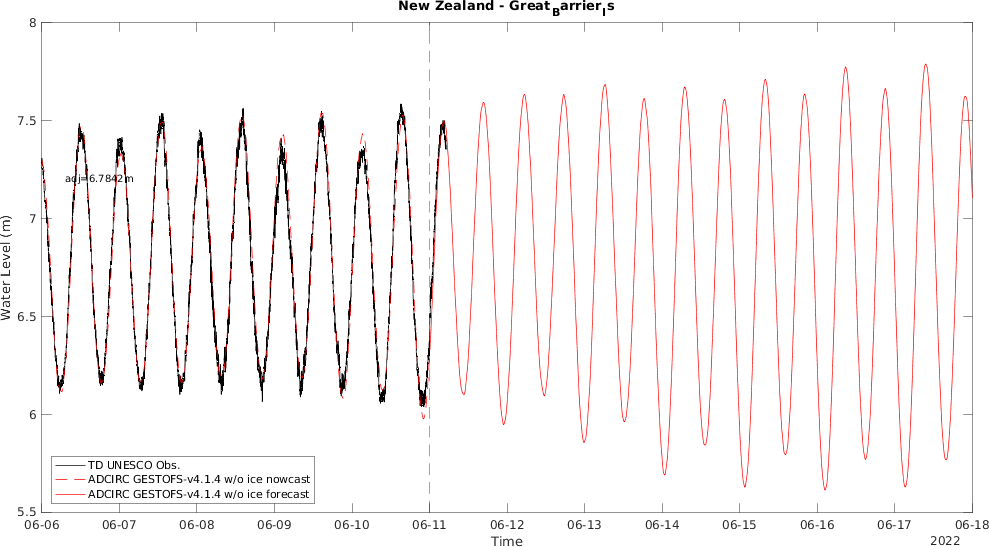 New Zealand - Great_Barrier_Is
8
7.5
7
6.5
6
5.5
Water Level (m)
adj=6.7842m
TD UNESCO Obs.
ADCIRC GESTOFS-v4.1.4 w/o ice nowcast
ADCIRC GESTOFS-v4.1.4 w/o ice forecast
06-06 06-07 06-08 06-09 06-10 06-11 06-12 06-13 06-14 06-15 06-16 06-17 06-18
Time
2022